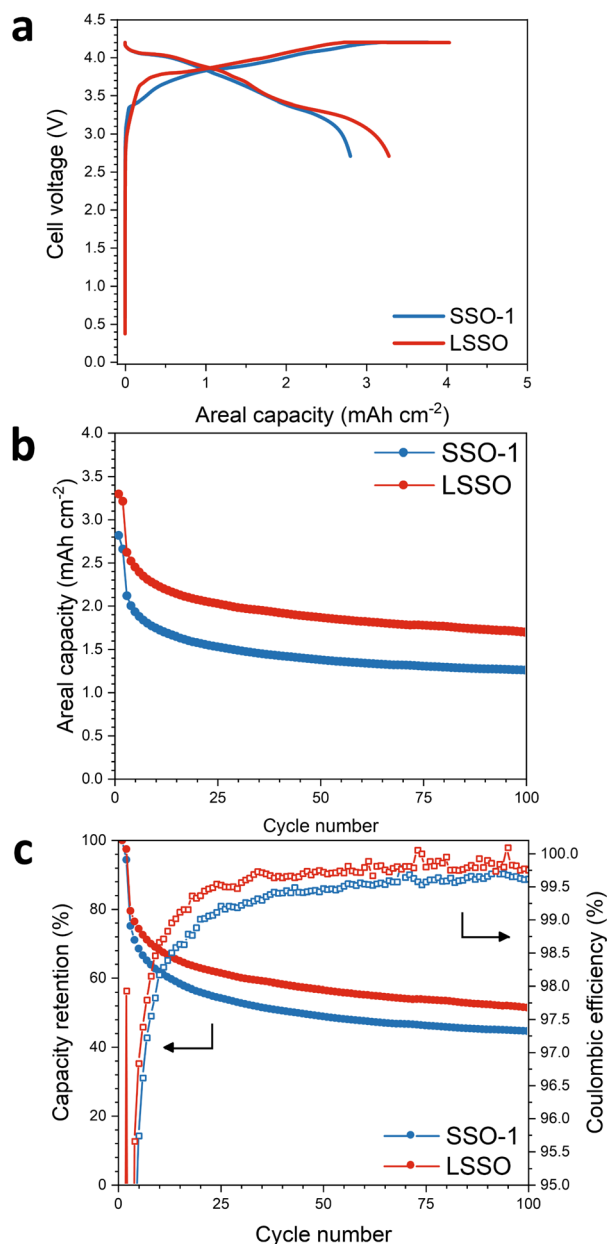 a
4.5
4.0
3.5
3.0
2.5
2.0
1.5
1.0
0.5
0.0
Cell voltage (V)
SSO-1
LSSO
0 1 2 3 4 5
Areal capacity (mAh cm⁻²)
b
4.0
3.5
3.0
2.5
2.0
1.5
1.0
0.5
0.0
Areal capacity (mAh cm⁻²)
SSO-1
LSSO
0 25 50 75 100
Cycle number
c
100
80
60
40
20
0
Capacity retention (%)
100.0
99.5
99.0
98.5
98.0
97.5
97.0
96.5
96.0
95.5
95.0
Coulombic efficiency (%)
SSO-1
LSSO
0 25 50 75 100
Cycle number